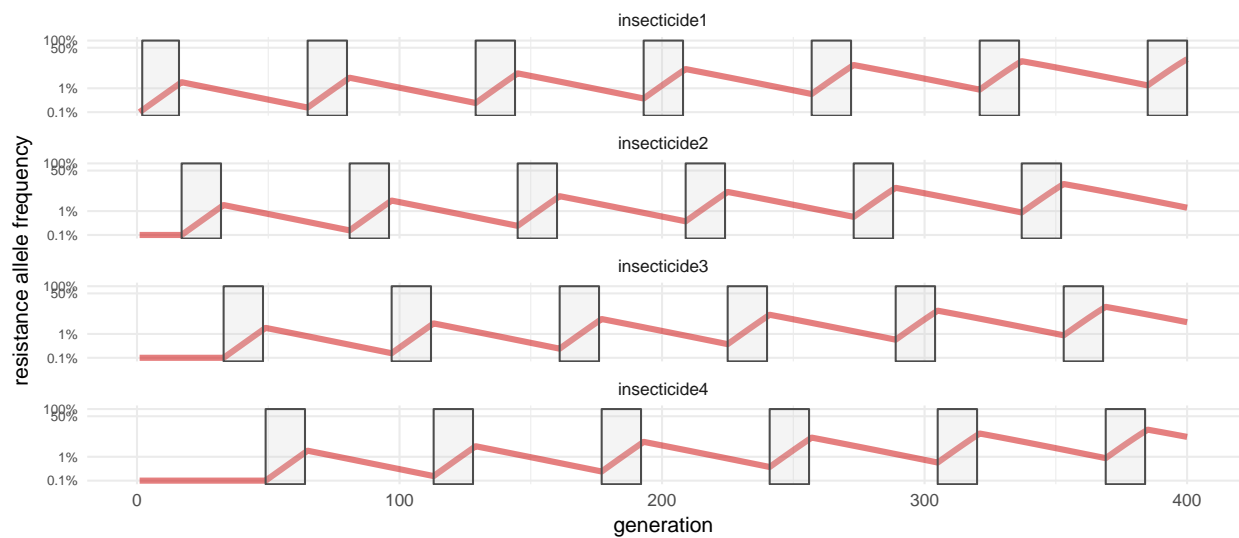 insecticide1
100%
50%
1%
0.1%
insecticide2
100%
50%
1%
0.1%
insecticide3
100%
50%
1%
0.1%
insecticide4
100%
50%
1%
0.1%
0 100 200 300 400
generation
resistance allele frequency